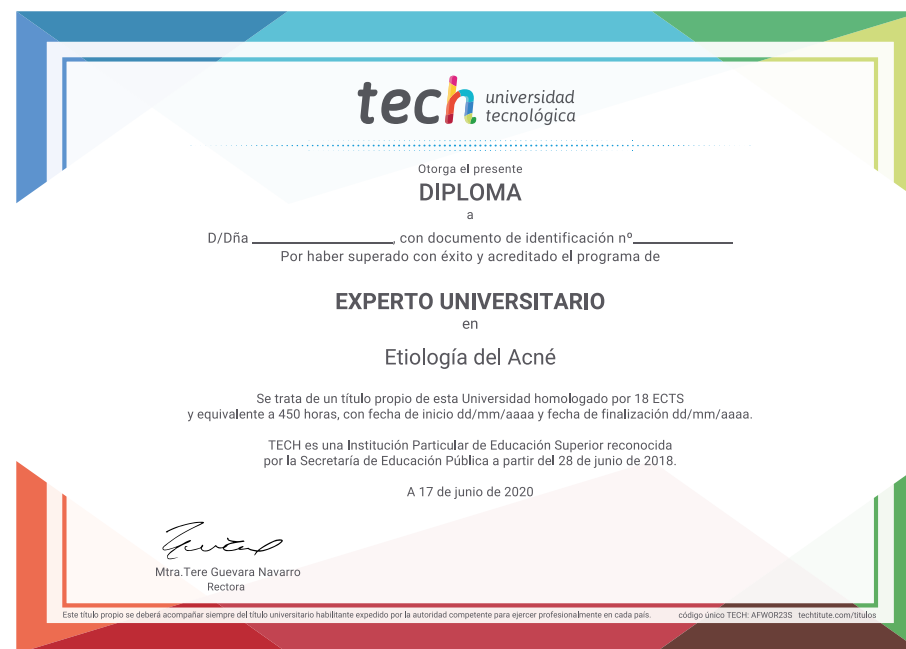 tech universidad
tecnológica
Otorga el presente
DIPLOMA
a
D/Dña ____________________, con documento de identificación nº______________
Por haber superado con éxito y acreditado el programa de
EXPERTO UNIVERSITARIO
en
Etiología del Acné
Se trata de un título propio de esta Universidad homologado por 18 ECTS
y equivalente a 450 horas, con fecha de inicio dd/mm/aaaa y fecha de finalización dd/mm/aaaa.
TECH es una Institución Particular de Educación Superior reconocida
por la Secretaría de Educación Pública a partir del 28 de junio de 2018.
A 17 de junio de 2020
Mtra.Tere Guevara Navarro
Rectora
Este título propio se deberá acompañar siempre del título universitario habilitante expedido por la autoridad competente para ejercer profesionalmente en cada país. código único TECH: AFWOR23S techtitute.com/titulos